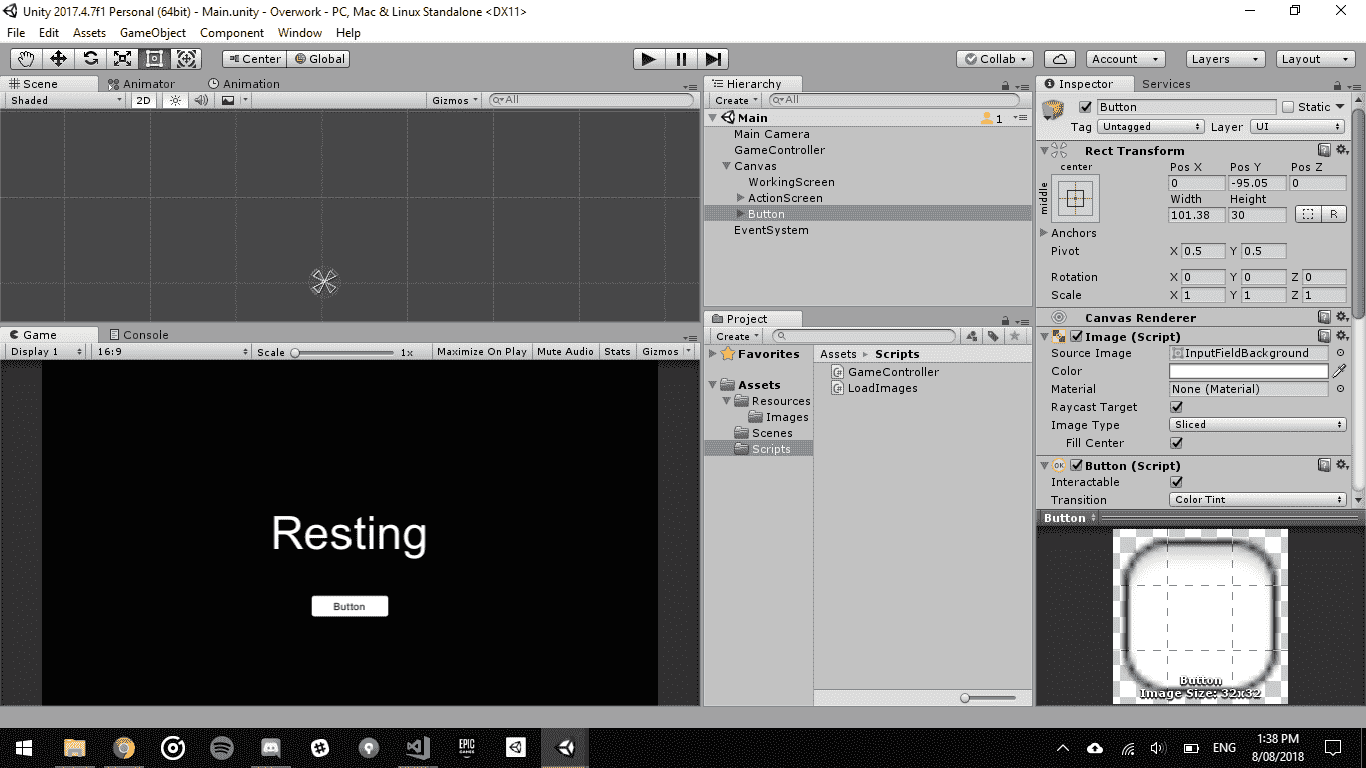 Unity 2017.4.7f1 Personal (64bit) - Main.unity - Overwork - PC, Mac & Linux Standalone <DX11>
File Edit Assets GameObject Component Window Help
Center Global Collab Account Layers Layout
Scene Animator Animation
Shaded 2D Gizmos All
Hierarchy
Create All
Main 1
Main Camera
GameController
Canvas
WorkingScreen
ActionScreen
Button
EventSystem
Game Console
Display 1 16:9 Scale 1x Maximize On Play Mute Audio Stats Gizmos
Resting
Button
Project
Create
Favorites
Assets
Resources
Images
Scenes
Scripts
Assets Scripts
GameController
LoadImages
Inspector Services
Button Static
Tag Untagged Layer UI
Rect Transform
center
middle
Pos X Pos Y Pos Z
0 -95.05 0
Width Height
101.38 30 R
Anchors
Pivot X 0.5 Y 0.5
Rotation X 0 Y 0 Z 0
Scale X 1 Y 1 Z 1
Canvas Renderer
Image (Script)
Source Image InputFieldBackground
Color
Material None (Material)
Raycast Target
Image Type Sliced
Fill Center
OK Button (Script)
Interactable
Transition Color Tint
Button
Button
Image Size: 32x32
EPIC
GAMES
ENG
1:38 PM
8/08/2018